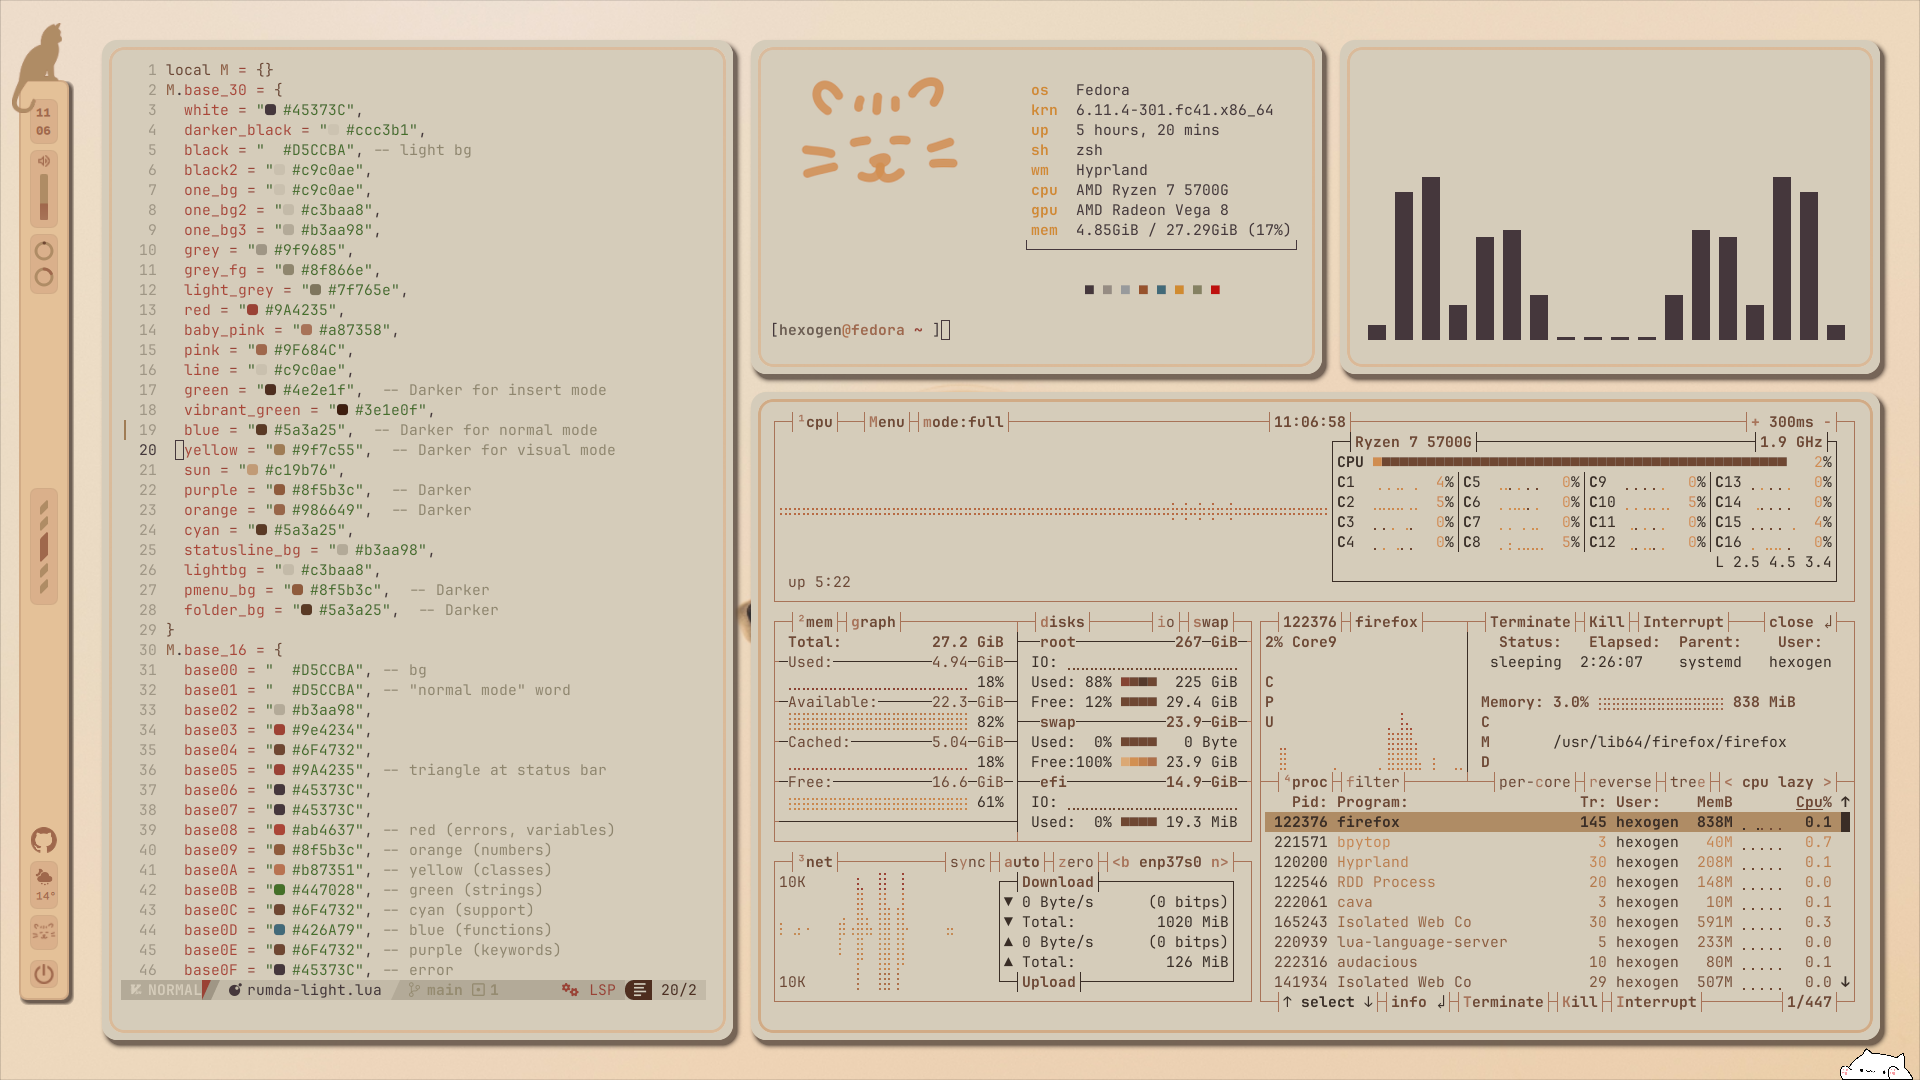 11
06
14°
1 local M = {}
2 M.base_30 = {
3 white = "#45373C",
4 darker_black = "#ccc3b1",
5 black = "#D5CCBA", -- light bg
6 black2 = "#c9c0ae",
7 one_bg = "#c9c0ae",
8 one_bg2 = "#c3baa8",
9 one_bg3 = "#b3aa98",
10 grey = "#9f9685",
11 grey_fg = "#8f866e",
12 light_grey = "#7f765e",
13 red = "#9A4235",
14 baby_pink = "#a87358",
15 pink = "#9F684C",
16 line = "#c9c0ae",
17 green = "#4e2e1f", -- Darker for insert mode
18 vibrant_green = "#3e1e0f",
19 blue = "#5a3a25", -- Darker for normal mode
20 yellow = "#9f7c55", -- Darker for visual mode
21 sun = "#c19b76",
22 purple = "#8f5b3c", -- Darker
23 orange = "#986649", -- Darker
24 cyan = "#5a3a25",
25 statusline_bg = "#b3aa98",
26 lightbg = "#c3baa8",
27 pmenu_bg = "#8f5b3c", -- Darker
28 folder_bg = "#5a3a25", -- Darker
29 }
30 M.base_16 = {
31 base00 = "#D5CCBA", -- bg
32 base01 = "#D5CCBA", -- "normal mode" word
33 base02 = "#b3aa98",
34 base03 = "#9e4234",
35 base04 = "#6F4732",
36 base05 = "#9A4235", -- triangle at status bar
37 base06 = "#45373C",
38 base07 = "#45373C",
39 base08 = "#ab4637", -- red (errors, variables)
40 base09 = "#8f5b3c", -- orange (numbers)
41 base0A = "#b87351", -- yellow (classes)
42 base0B = "#447028", -- green (strings)
43 base0C = "#6F4732", -- cyan (support)
44 base0D = "#426A79", -- blue (functions)
45 base0E = "#6F4732", -- purple (keywords)
46 base0F = "#45373C", -- error
NORMAL rumda-light.lua main 1 LSP 20/2
os Fedora
krn 6.11.4-301.fc41.x86_64
up 5 hours, 20 mins
sh zsh
wm Hyprland
cpu AMD Ryzen 7 5700G
gpu AMD Radeon Vega 8
mem 4.85GiB / 27.29GiB (17%)
[hexogen@fedora ~ ]
1cpu Menu mode:full 11:06:58 + 300ms -
Ryzen 7 5700G 1.9 GHz
CPU 2%
C1 4% C5 0% C9 0% C13 0%
C2 5% C6 0% C10 5% C14 0%
C3 0% C7 0% C11 0% C15 4%
C4 0% C8 5% C12 0% C16 0%
L 2.5 4.5 3.4
up 5:22
2mem graph disks io swap
Total: 27.2 GiB root 267 GiB
Used: 4.94 GiB IO:
18% Used: 88% 225 GiB
Available: 22.3 GiB Free: 12% 29.4 GiB
82% swap 23.9 GiB
Cached: 5.04 GiB Used: 0% 0 Byte
18% Free:100% 23.9 GiB
Free: 16.6 GiB efi 14.9 GiB
61% IO:
Used: 0% 19.3 MiB
3net sync auto zero <b enp37s0 n>
10K
Download
▼ 0 Byte/s (0 bitps)
▼ Total: 1020 MiB
▲ 0 Byte/s (0 bitps)
▲ Total: 126 MiB
10K
Upload
122376 firefox Terminate Kill Interrupt close ↲
2% Core9 Status: Elapsed: Parent: User:
sleeping 2:26:07 systemd hexogen
C
P Memory: 3.0% 838 MiB
U C
M /usr/lib64/firefox/firefox
D
4proc filter per-core reverse tree < cpu lazy >
Pid: Program: Tr: User: MemB Cpu% ↑
122376 firefox 145 hexogen 838M 0.1
221571 bpytop 3 hexogen 40M 0.7
120200 Hyprland 30 hexogen 208M 0.1
122546 RDD Process 20 hexogen 148M 0.0
222061 cava 3 hexogen 10M 0.1
165243 Isolated Web Co 30 hexogen 591M 0.3
220939 lua-language-server 5 hexogen 233M 0.0
222316 audacious 10 hexogen 80M 0.1
141934 Isolated Web Co 29 hexogen 507M 0.0 ↓
↑ select ↓ info ↲ Terminate Kill Interrupt 1/447